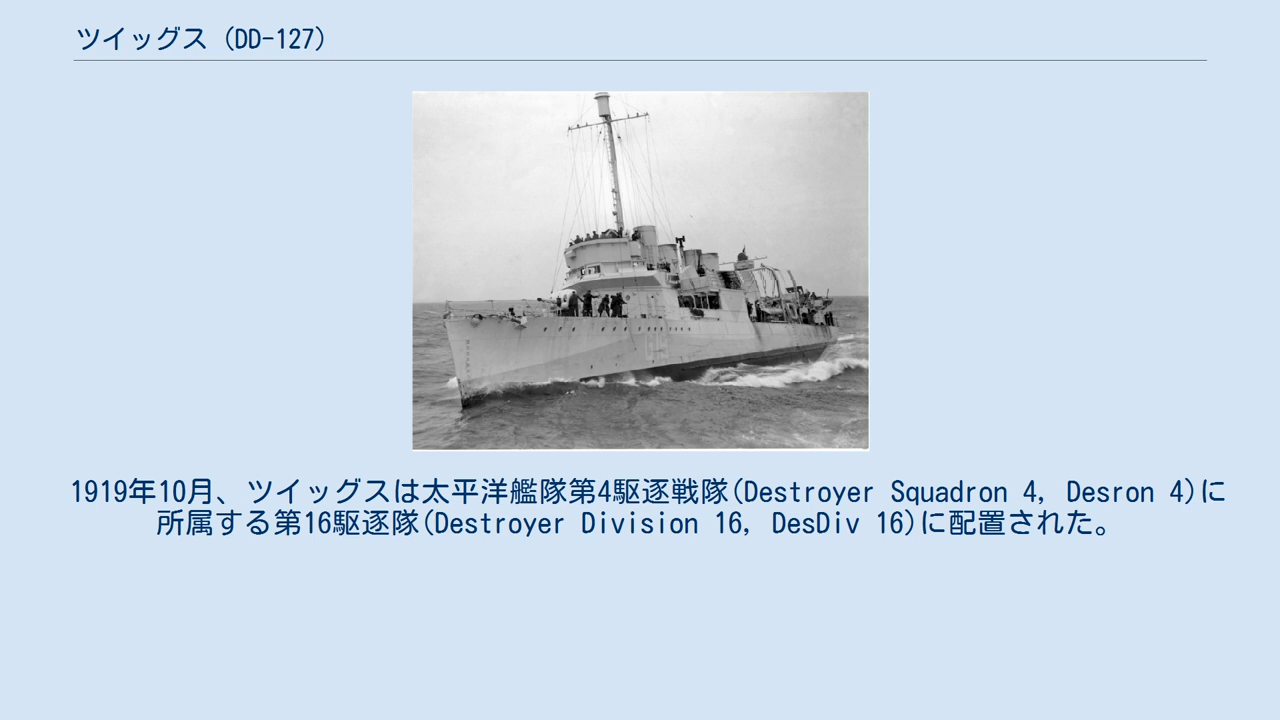 ツイッグス (DD-127)
1919年10月、ツイッグスは太平洋艦隊第4駆逐戦隊(Destroyer Squadron 4, Desron 4)に
所属する第16駆逐隊(Destroyer Division 16, DesDiv 16)に配置された。